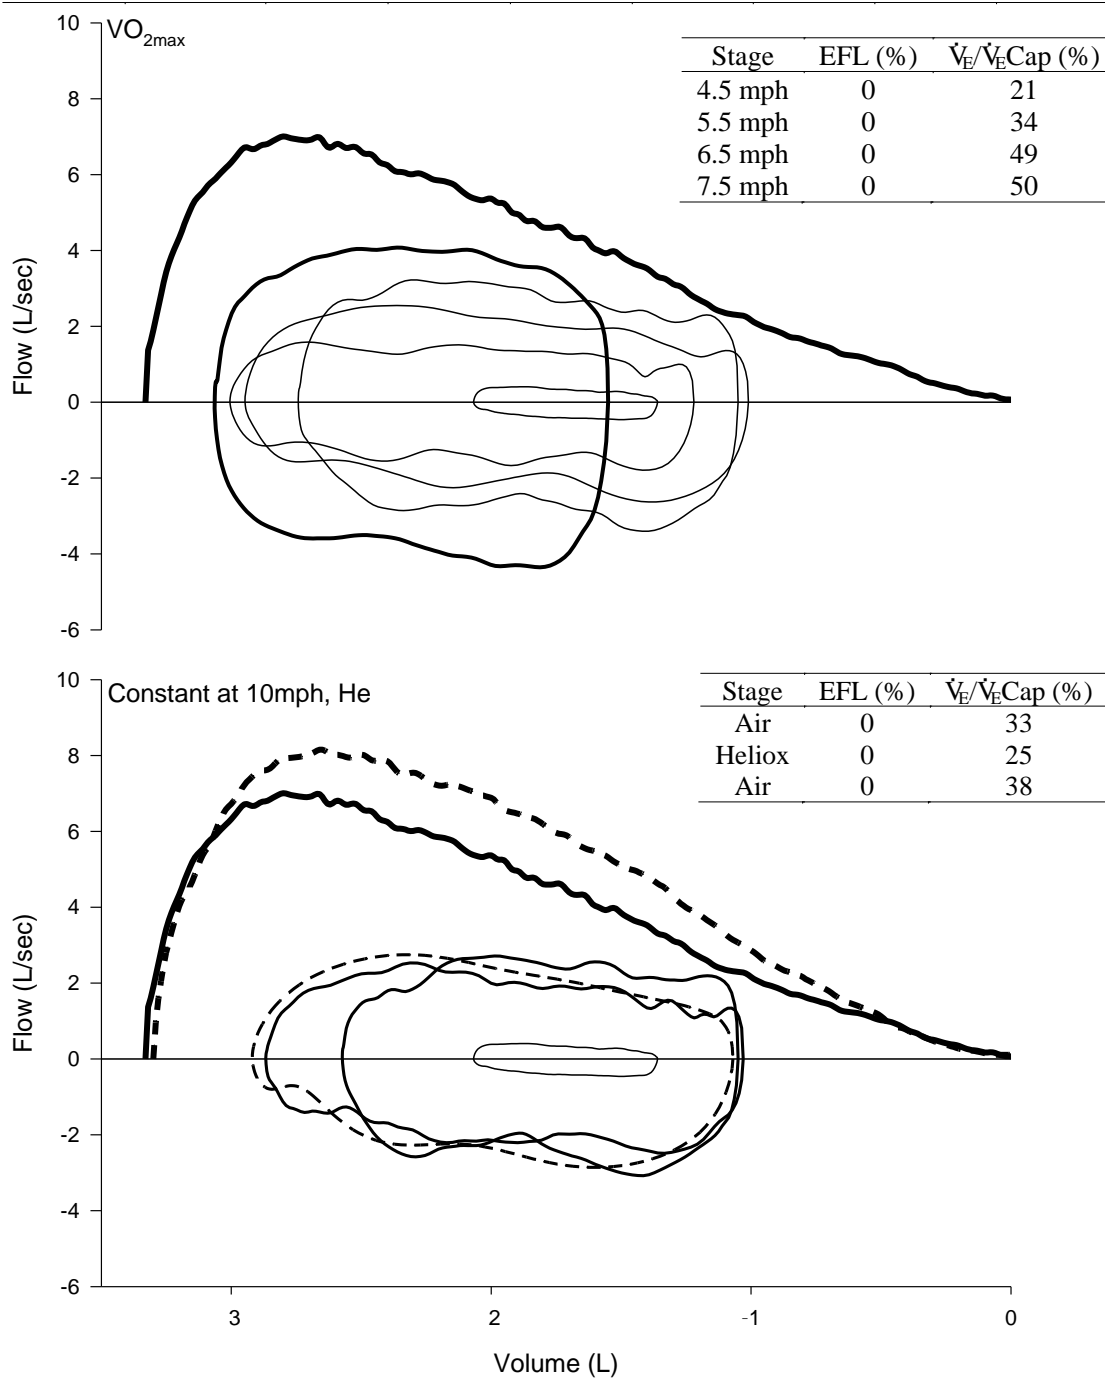 VO2max
Stage EFL (%) V̇E/V̇ECap (%)
4.5 mph 0 21
5.5 mph 0 34
6.5 mph 0 49
7.5 mph 0 50
10
8
6
4
2
0
-2
-4
-6
Flow (L/sec)
Constant at 10mph, He
Stage EFL (%) V̇E/V̇ECap (%)
Air 0 33
Heliox 0 25
Air 0 38
10
8
6
4
2
0
-2
-4
-6
Flow (L/sec)
3 2 -1 0
Volume (L)